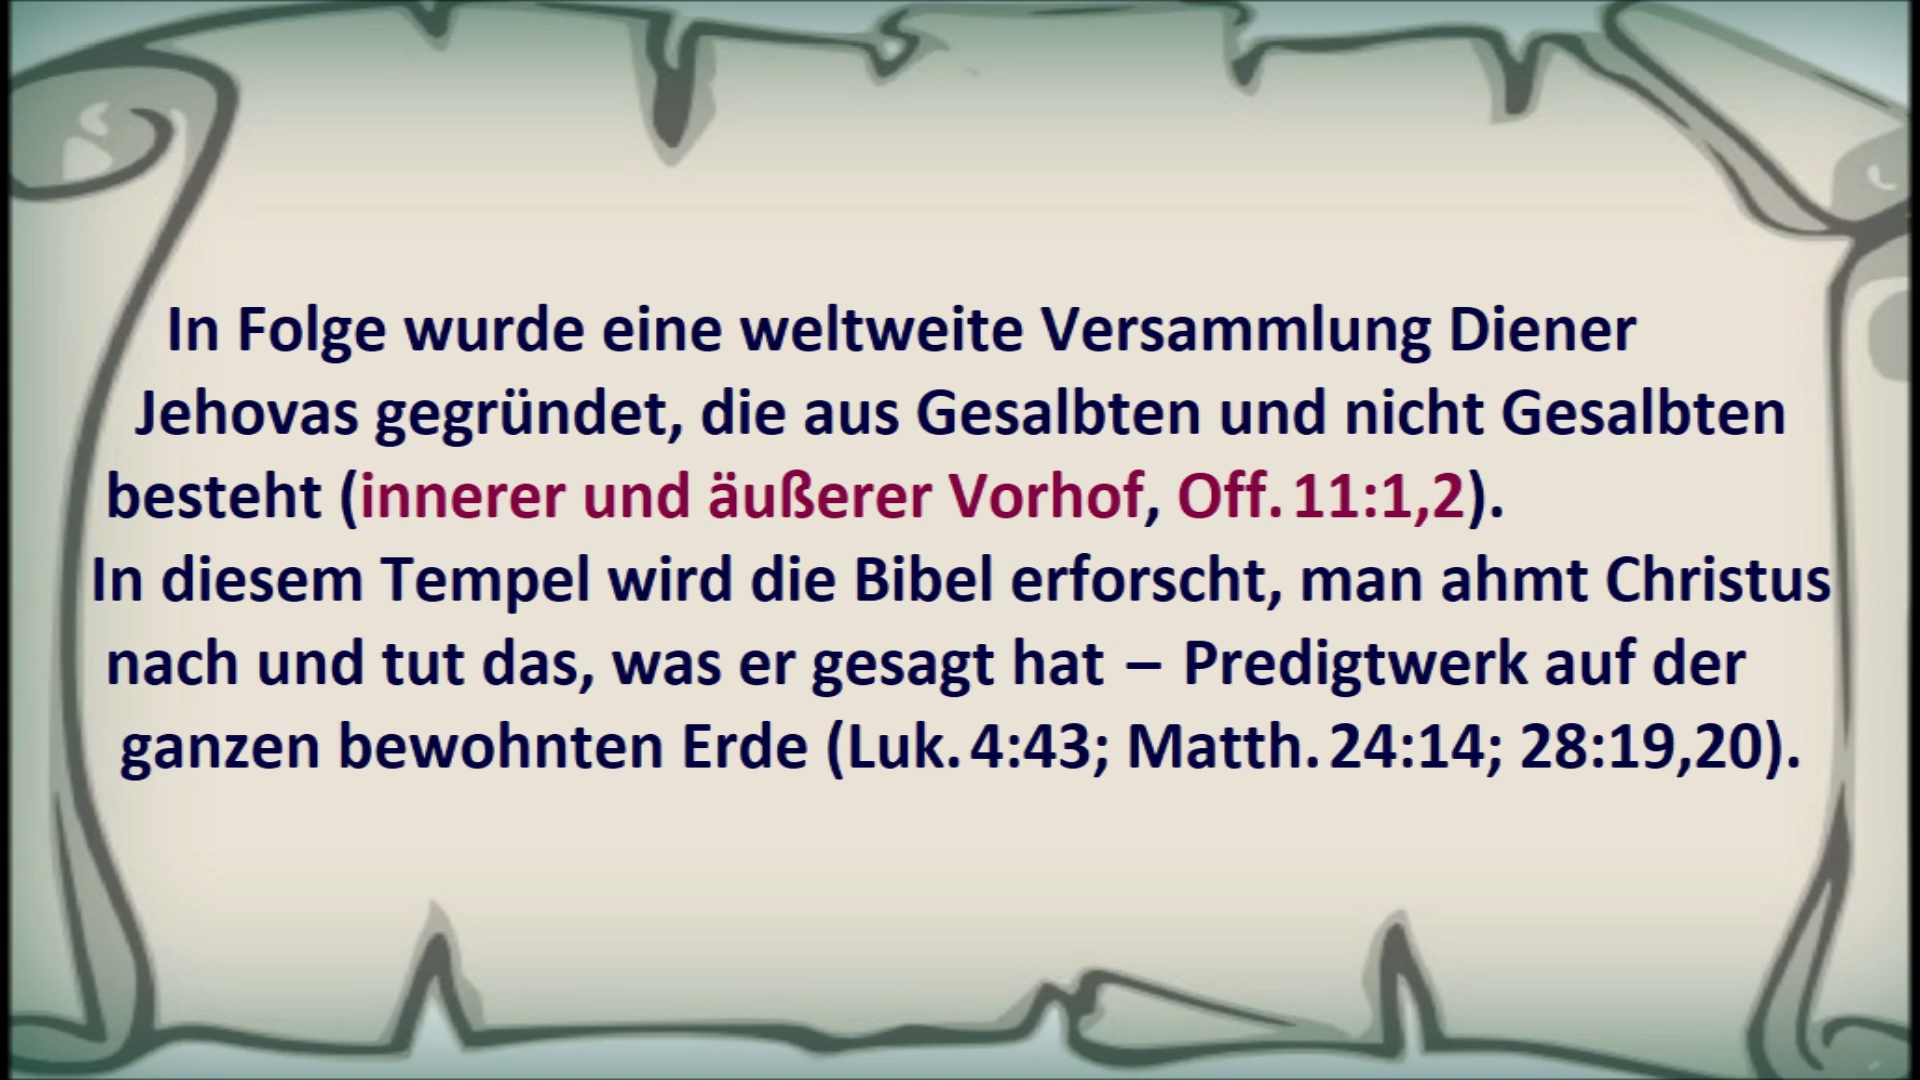 In Folge wurde eine weltweite Versammlung Diener
Jehovas gegründet, die aus Gesalbten und nicht Gesalbten
besteht (innerer und äußerer Vorhof, Off. 11:1,2).
In diesem Tempel wird die Bibel erforscht, man ahmt Christus
nach und tut das, was er gesagt hat – Predigtwerk auf der
ganzen bewohnten Erde (Luk. 4:43; Matth. 24:14; 28:19,20).